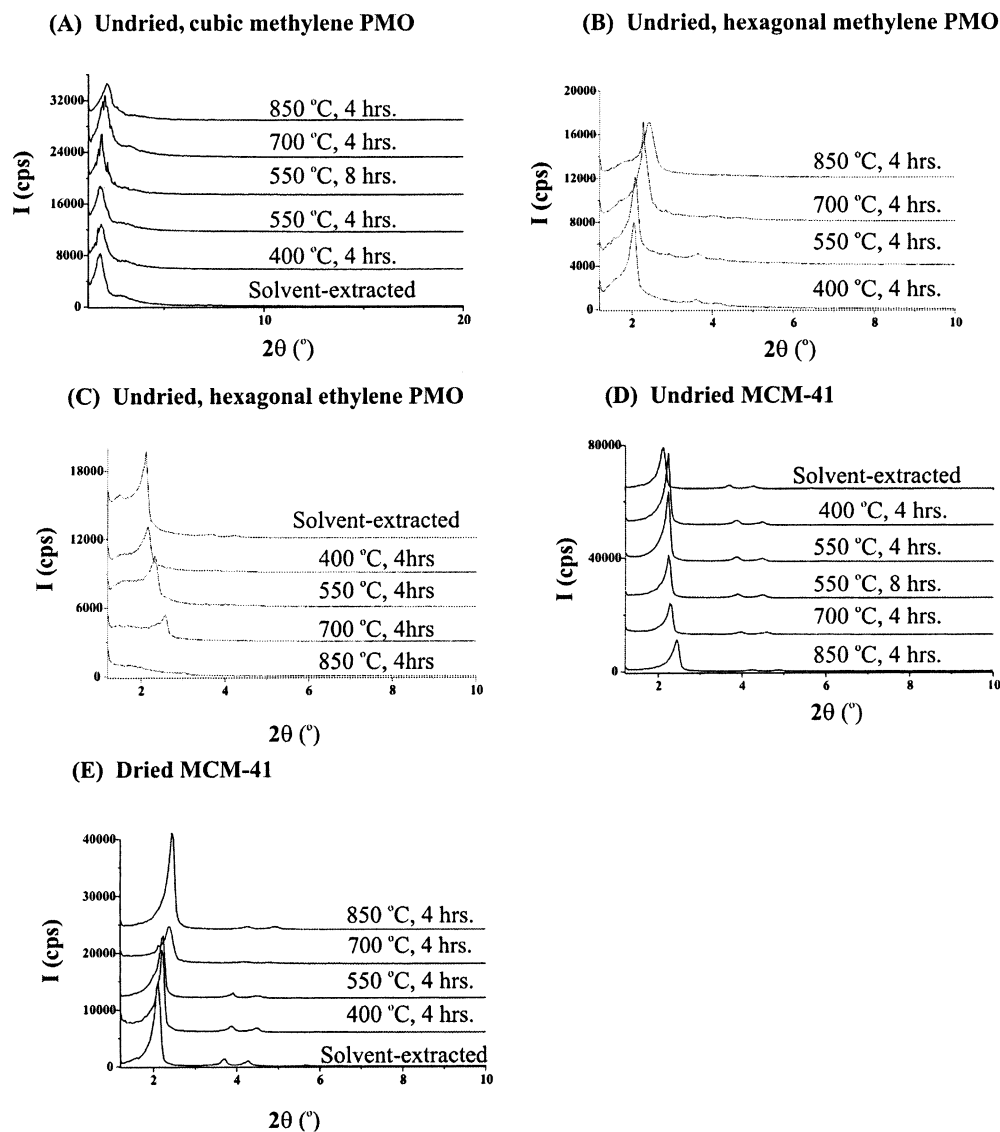 (A) Undried, cubic methylene PMO
I (cps)
32000
24000
16000
8000
0
850 °C, 4 hrs.
700 °C, 4 hrs.
550 °C, 8 hrs.
550 °C, 4 hrs.
400 °C, 4 hrs.
Solvent-extracted
10
20
2θ (°)
(B) Undried, hexagonal methylene PMO
I (cps)
20000
16000
12000
8000
4000
0
850 °C, 4 hrs.
700 °C, 4 hrs.
550 °C, 4 hrs.
400 °C, 4 hrs.
2
4
6
8
10
2θ (°)
(C) Undried, hexagonal ethylene PMO
I (cps)
18000
12000
6000
0
Solvent-extracted
400 °C, 4hrs
550 °C, 4hrs
700 °C, 4hrs
850 °C, 4hrs
2
4
6
8
10
2θ (°)
(D) Undried MCM-41
I (cps)
80000
40000
0
Solvent-extracted
400 °C, 4 hrs.
550 °C, 4 hrs.
550 °C, 8 hrs.
700 °C, 4 hrs.
850 °C, 4 hrs.
2
4
6
8
10
2θ (°)
(E) Dried MCM-41
I (cps)
40000
30000
20000
10000
0
850 °C, 4 hrs.
700 °C, 4 hrs.
550 °C, 4 hrs.
400 °C, 4 hrs.
Solvent-extracted
2
4
6
8
10
2θ (°)